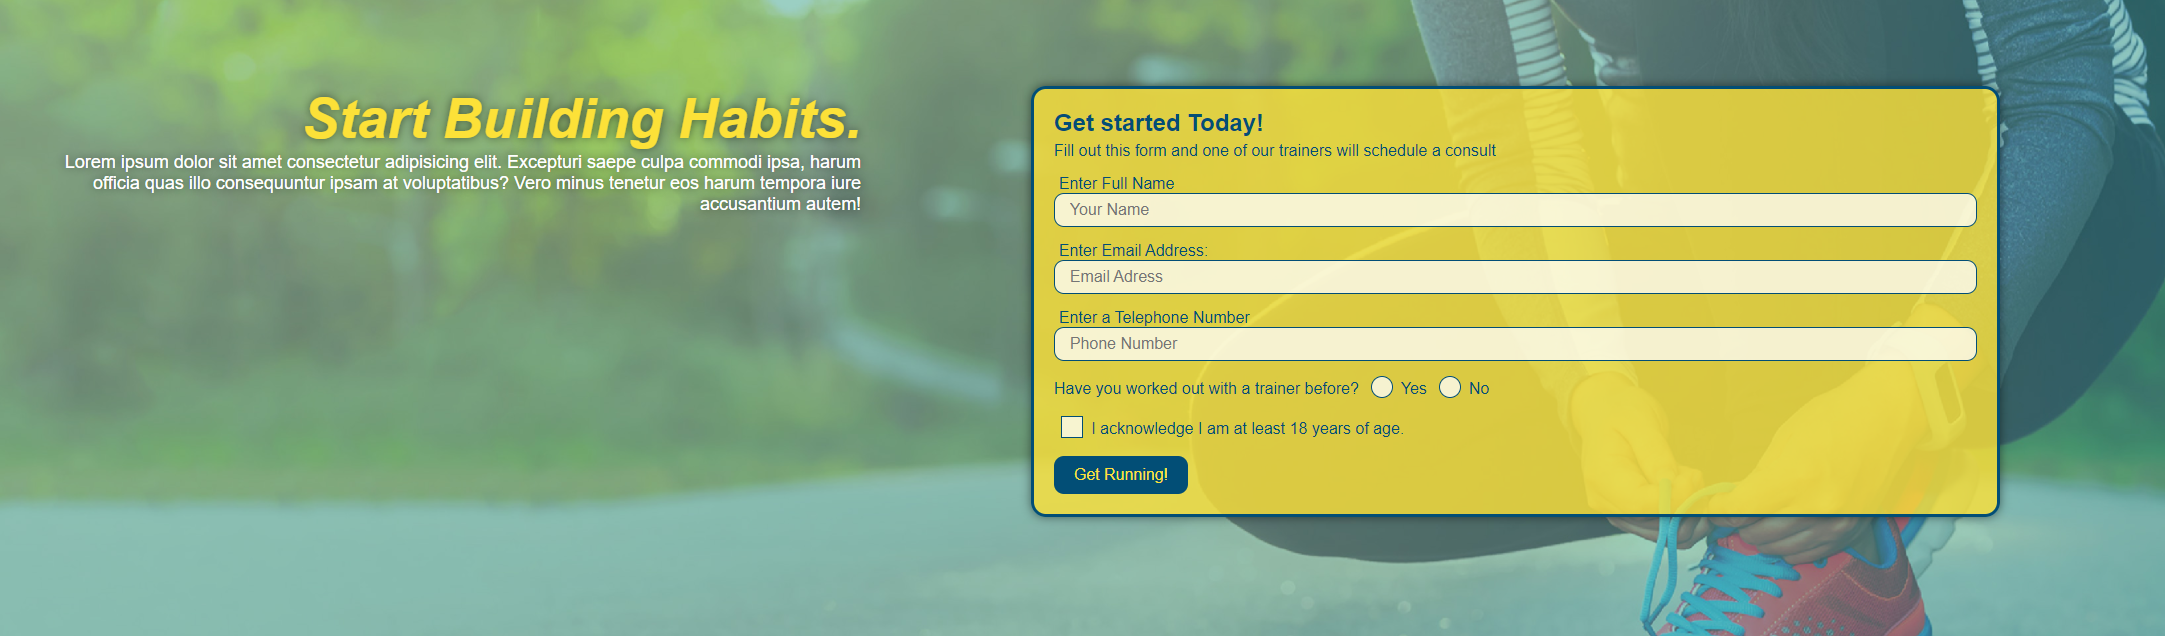 Start Building Habits.
Lorem ipsum dolor sit amet consectetur adipisicing elit. Excepturi saepe culpa commodi ipsa, harum
officia quas illo consequuntur ipsam at voluptatibus? Vero minus tenetur eos harum tempora iure
accusantium autem!
Get started Today!
Fill out this form and one of our trainers will schedule a consult
Enter Full Name
Your Name
Enter Email Address:
Email Adress
Enter a Telephone Number
Phone Number
Have you worked out with a trainer before? Yes No
I acknowledge I am at least 18 years of age.
Get Running!